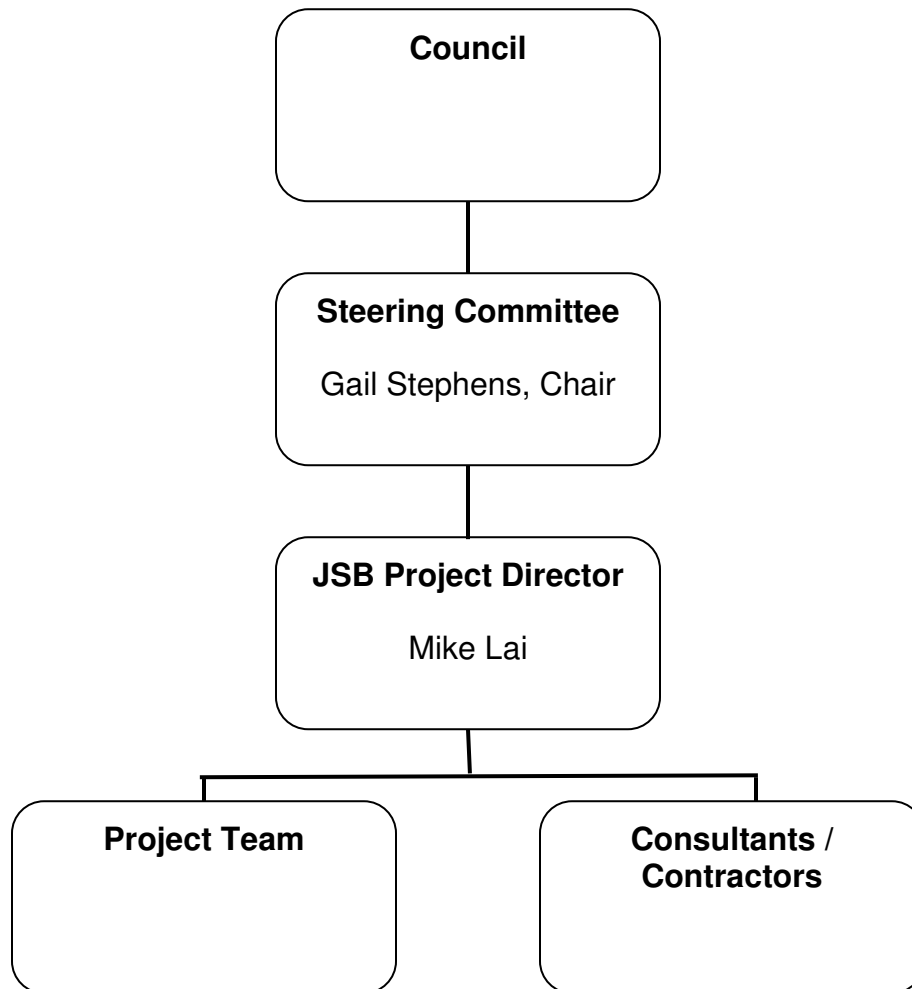 Council
Steering Committee
Gail Stephens, Chair
JSB Project Director
Mike Lai
Project Team
Consultants /
Contractors